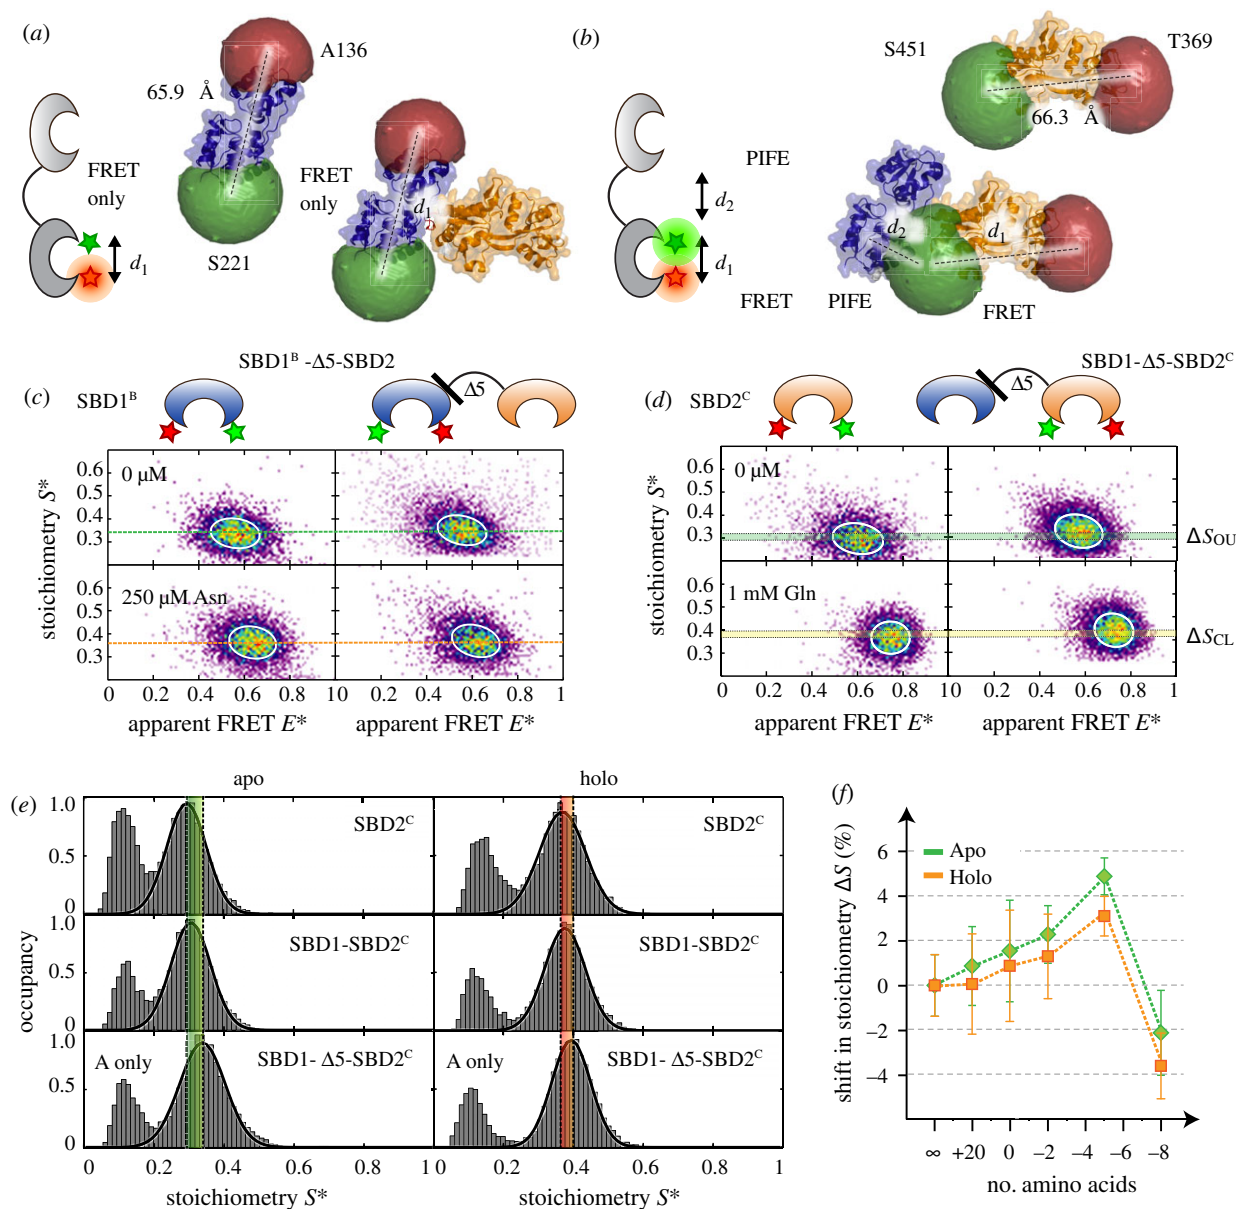 (a)
A136
65.9 Å
FRET only
S221
d1
FRET only
d1
(b)
S451
T369
66.3 Å
PIFE
d2
d1
FRET
PIFE
d2
d1
FRET
(c)
SBD1B -Δ5-SBD2
SBD1B
Δ5
stoichiometry S*
0.6
0.5
0.4
0.3
0 μM
0.6
0.5
0.4
0.3
250 μM Asn
0 0.2 0.4 0.6 0.8 10 0.2 0.4 0.6 0.8 1
apparent FRET E* apparent FRET E*
(d)
SBD1-Δ5-SBD2C
SBD2C
Δ5
stoichiometry S*
0.6
0.5
0.4
0.3
0 μM
ΔSOU
0.6
0.5
0.4
0.3
1 mM Gln
ΔSCL
0 0.2 0.4 0.6 0.8 10 0.2 0.4 0.6 0.8 1
apparent FRET E* apparent FRET E*
(e)
apo
holo
occupancy
1.0
0.5
0
SBD2C
SBD2C
1.0
0.5
0
SBD1-SBD2C
SBD1-SBD2C
1.0
0.5
0
A only
SBD1- Δ5-SBD2C
A only
SBD1- Δ5-SBD2C
0 0.2 0.4 0.6 0.8 1 0 0.2 0.4 0.6 0.8 1
stoichiometry S* stoichiometry S*
(f)
shift in stoichiometry ΔS (%)
6
4
2
0
–2
–4
Apo
Holo
∞ +20 0 –2 –4 –6 –8
no. amino acids